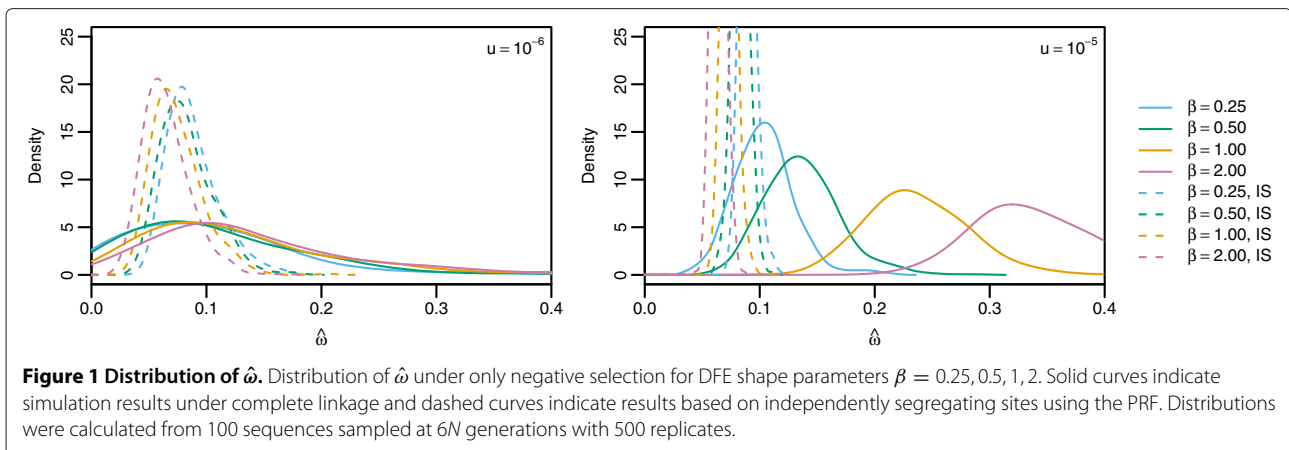 25
20
15
10
5
0
Density
u = 10⁻⁶
0.0 0.1 0.2 0.3 0.4
ω̂
25
20
15
10
5
0
Density
u = 10⁻⁵
0.0 0.1 0.2 0.3 0.4
ω̂
β = 0.25
β = 0.50
β = 1.00
β = 2.00
β = 0.25, IS
β = 0.50, IS
β = 1.00, IS
β = 2.00, IS
Figure 1 Distribution of ω̂. Distribution of ω̂ under only negative selection for DFE shape parameters β = 0.25, 0.5, 1, 2. Solid curves indicate
simulation results under complete linkage and dashed curves indicate results based on independently segregating sites using the PRF. Distributions
were calculated from 100 sequences sampled at 6N generations with 500 replicates.